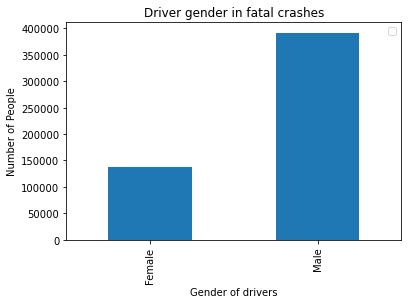 Driver gender in fatal crashes
400000
350000
300000
250000
200000
150000
100000
50000
0
Number of People
Female
Male
Gender of drivers